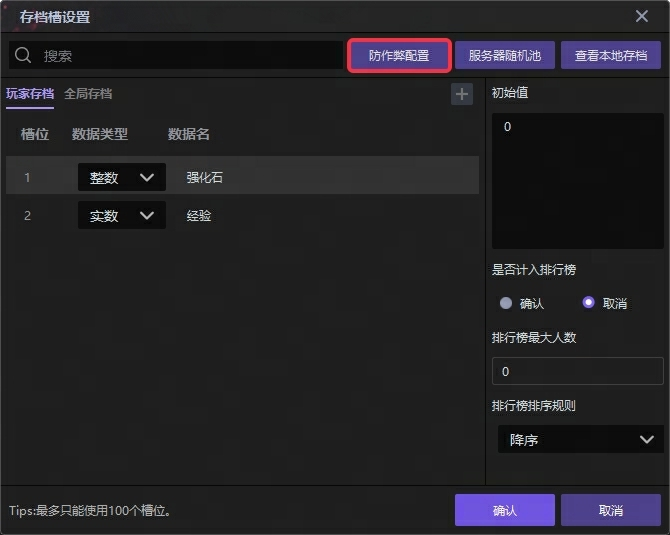 存档槽设置
搜索
防作弊配置
服务器随机池
查看本地存档
玩家存档 全局存档
槽位 数据类型 数据名
1 整数 强化石
2 实数 经验
初始值
0
是否计入排行榜
确认 取消
排行榜最大人数
0
排行榜排序规则
降序
Tips:最多只能使用100个槽位。
确认
取消